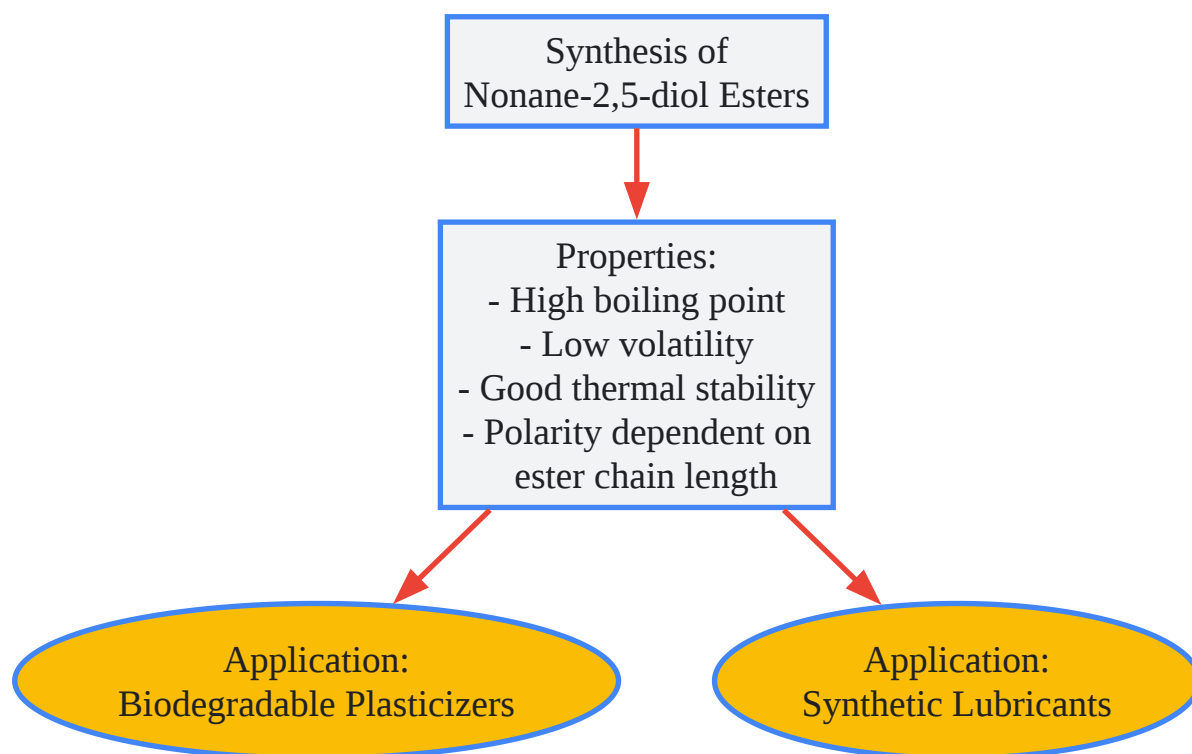 Synthesis of
Nonane-2,5-diol Esters
Properties:
- High boiling point
- Low volatility
- Good thermal stability
- Polarity dependent on
ester chain length
Application:
Biodegradable Plasticizers
Application:
Synthetic Lubricants